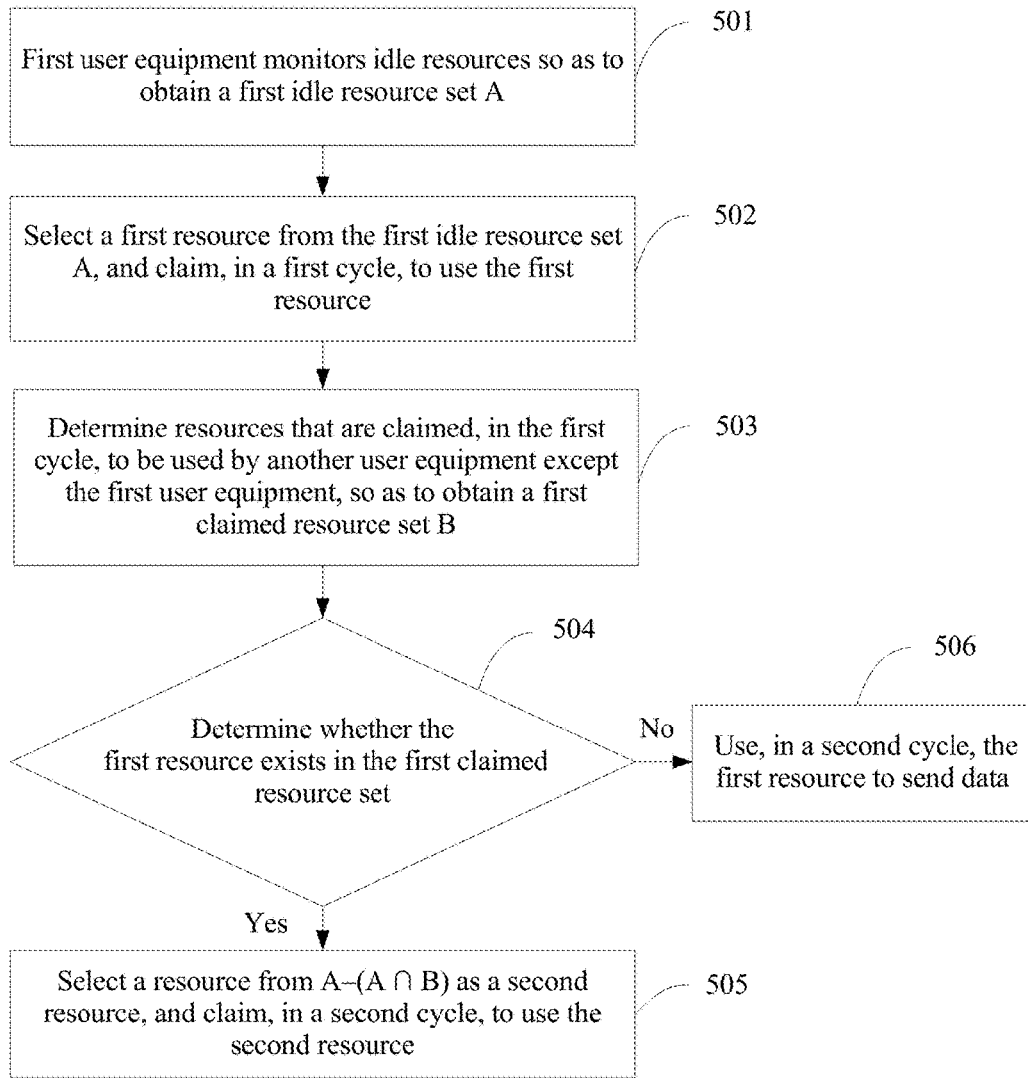 501
First user equipment monitors idle resources so as to
obtain a first idle resource set A
502
Select a first resource from the first idle resource set
A, and claim, in a first cycle, to use the first
resource
503
Determine resources that are claimed, in the first
cycle, to be used by another user equipment except
the first user equipment, so as to obtain a first
claimed resource set B
504
Determine whether the
first resource exists in the first claimed
resource set
No
506
Use, in a second cycle, the
first resource to send data
Yes
505
Select a resource from A–(A ∩ B) as a second
resource, and claim, in a second cycle, to use the
second resource